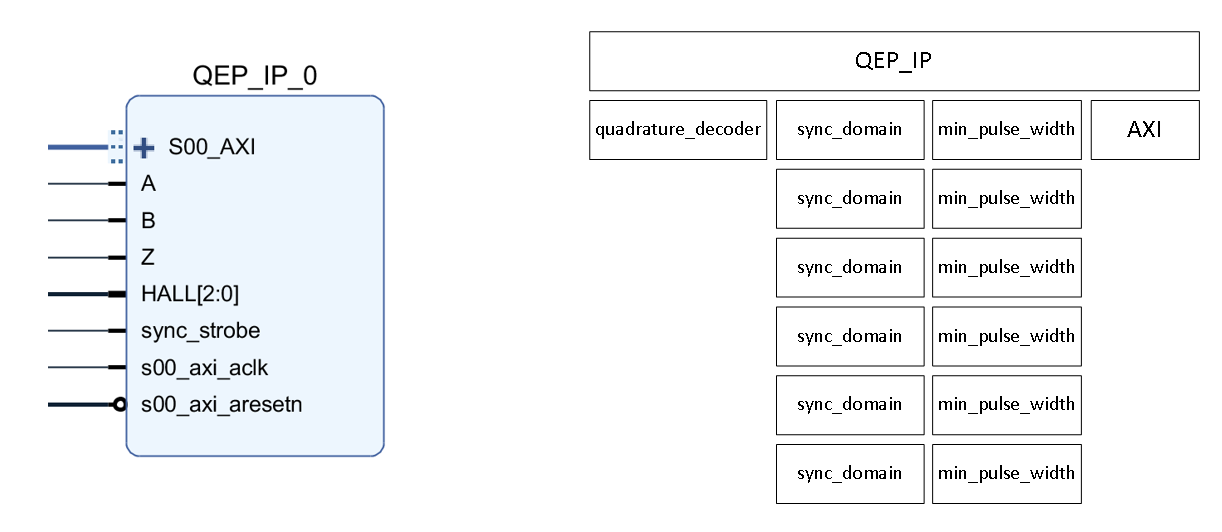 QEP_IP_0
S00_AXI
A
B
Z
HALL[2:0]
sync_strobe
s00_axi_aclk
s00_axi_aresetn
QEP_IP
quadrature_decoder sync_domain min_pulse_width AXI
sync_domain min_pulse_width
sync_domain min_pulse_width
sync_domain min_pulse_width
sync_domain min_pulse_width
sync_domain min_pulse_width